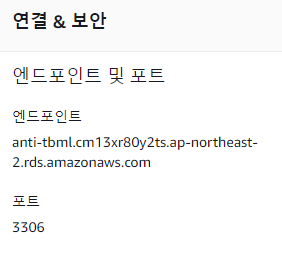 연결 & 보안
엔드포인트 및 포트
엔드포인트
anti-tbml.cm13xr80y2ts.ap-northeast-
2.rds.amazonaws.com
포트
3306